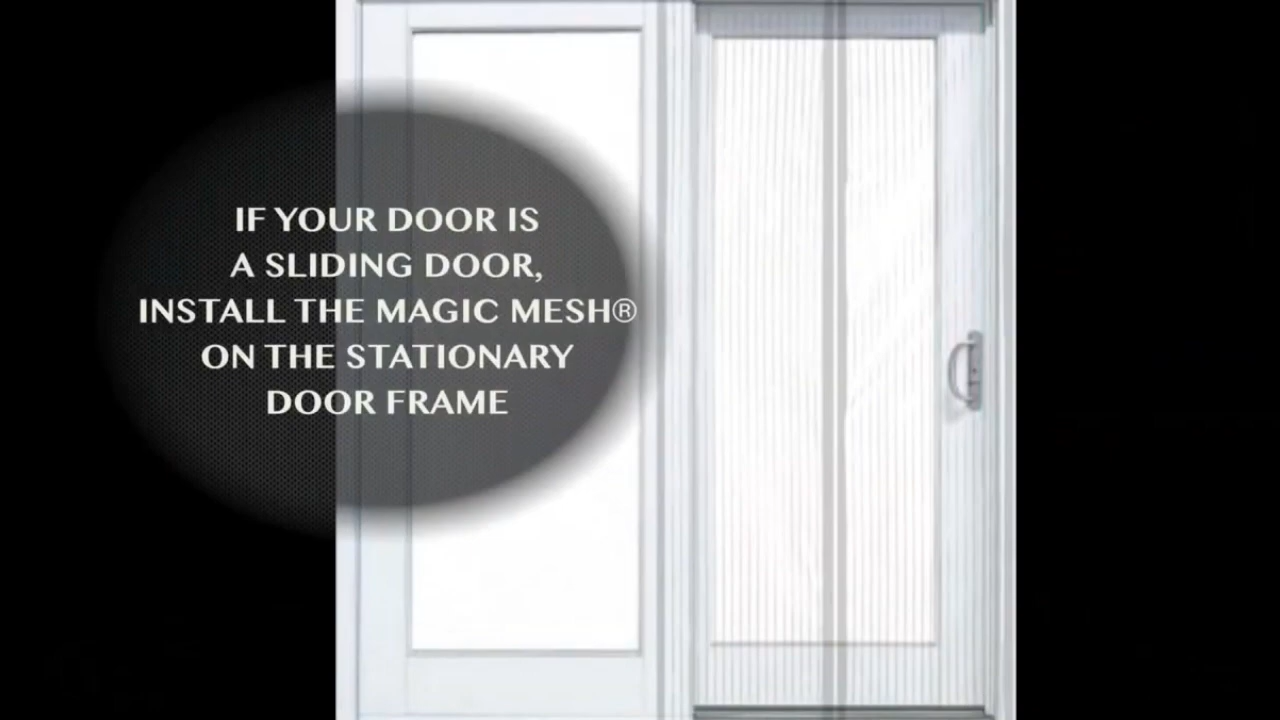 IF YOUR DOOR IS
A SLIDING DOOR,
INSTALL THE MAGIC MESH®
ON THE STATIONARY
DOOR FRAME